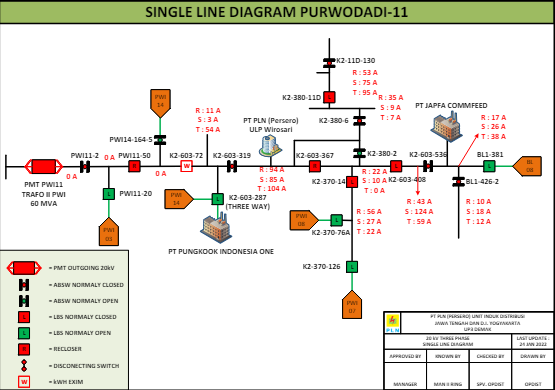 SINGLE LINE DIAGRAM PURWODADI-11
K2-11D-130
R : 53 A
S : 75 A
T : 95 A
PWI
14
K2-380-11D
R : 35 A
S : 9 A
T : 7 A
R : 11 A
S : 3 A
T : 54 A
PT JAPFA COMMFEED
PT PLN (Persero)
ULP Wirosari
K2-380-6
R : 17 A
S : 26 A
T : 38 A
PWI14-164-5
PWI11-2
0 A
PWI11-50
K2-603-72
K2-603-319
K2-603-367
K2-380-2
K2-603-536
BL1-381
L
W
L
BL
08
0 A
R : 94 A
S : 85 A
T : 104 A
R : 22 A
S : 10 A
T : 0 A
K2-370-14
K2-603-408
BL1-426-2
PMT PWI11
TRAFO II PWI
60 MVA
PWI11-20
PWI
14
K2-603-287
(THREE WAY)
R : 43 A
S : 124 A
T : 59 A
R : 10 A
S : 18 A
T : 12 A
PWI
03
PWI
06
K2-370-76A
R : 56 A
S : 27 A
T : 22 A
PT PUNGKOOK INDONESIA ONE
K2-370-126
PWI
07
= PMT OUTGOING 20kV
= ABSW NORMALY CLOSED
= ABSW NORMALY OPEN
L = LBS NORMALY CLOSED
L = LBS NORMALY OPEN
= RECLOSER
= DISCONECTING SWITCH
W = kWH EXIM
PLN
PT PLN (PERSERO) UNIT INDUK DISTRIBUSI
JAWA TENGAH DAN D.I. YOGYAKARTA
UP3 DEMAK
20 KV THREE PHASE
SINGLE LINE DIAGRAM
LAST UPDATE :
24 JAN 2022
APPROVED BY
KNOWN BY
CHECKED BY
DRAWN BY
MANAGER
MAN II RING
SPV. OPDIST
OPDIST